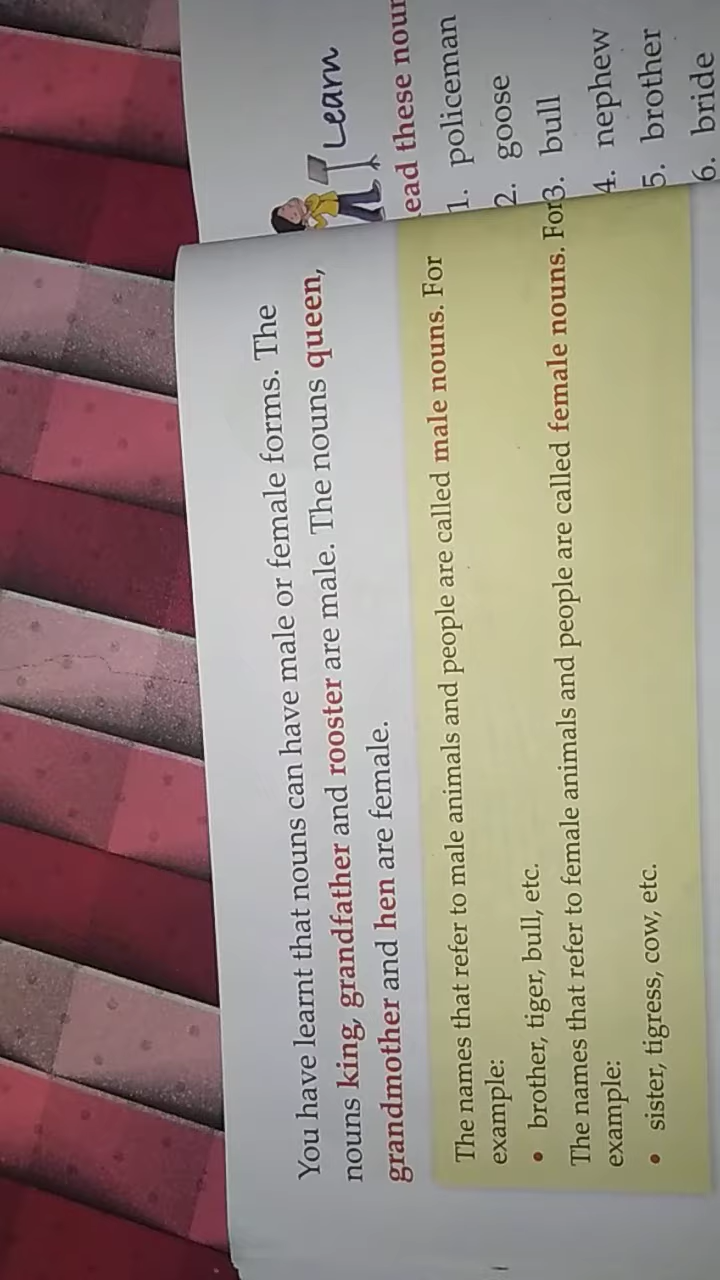 You have learnt that nouns can have male or female forms. The
nouns king, grandfather and rooster are male. The nouns queen,
grandmother and hen are female.
The names that refer to male animals and people are called male nouns. For
example:
• brother, tiger, bull, etc.
The names that refer to female animals and people are called female nouns. For
example:
• sister, tigress, cow, etc.
Learn
ead these nour
1. policeman
2. goose
3. bull
4. nephew
5. brother
6. bride